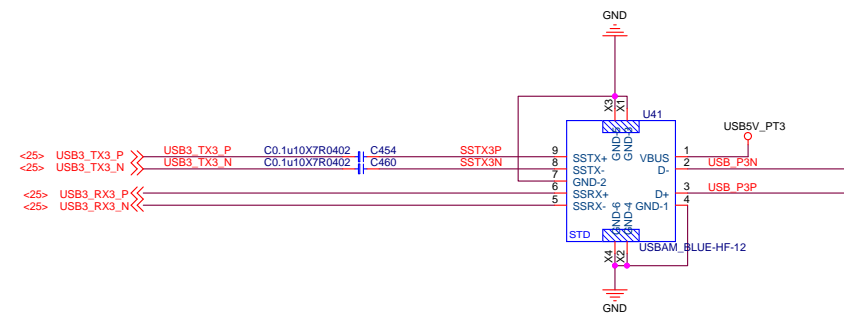 GND
X3
X1
U41
USB5V_PT3
<25> USB3_TX3_P USB3_TX3_P C0.1u10X7R0402 C454 SSTX3P 9 SSTX+ GND-5 GND-3 VBUS 1
<25> USB3_TX3_N USB3_TX3_N C0.1u10X7R0402 C460 SSTX3N 8 SSTX- D- 2 USB_P3N
7 GND-2
<25> USB3_RX3_P 6 SSRX+ D+ 3 USB_P3P
<25> USB3_RX3_N 5 SSRX- GND-1 4
GND-6 GND-4
STD
USBAM_BLUE-HF-12
X4
X2
GND